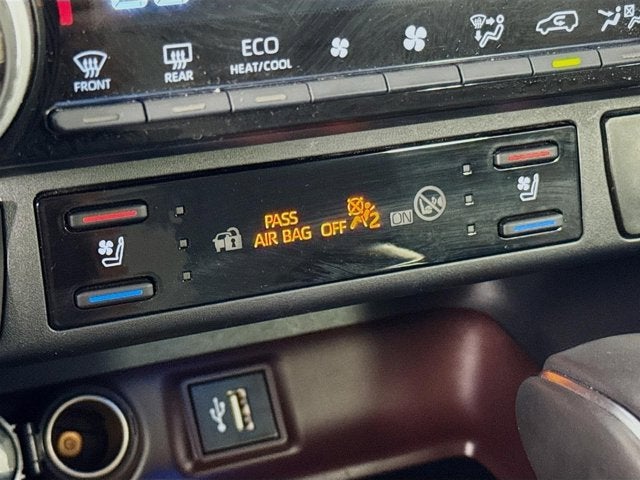 FRONT
REAR
ECO
HEAT/COOL
PASS
AIR BAG OFF
2
ON